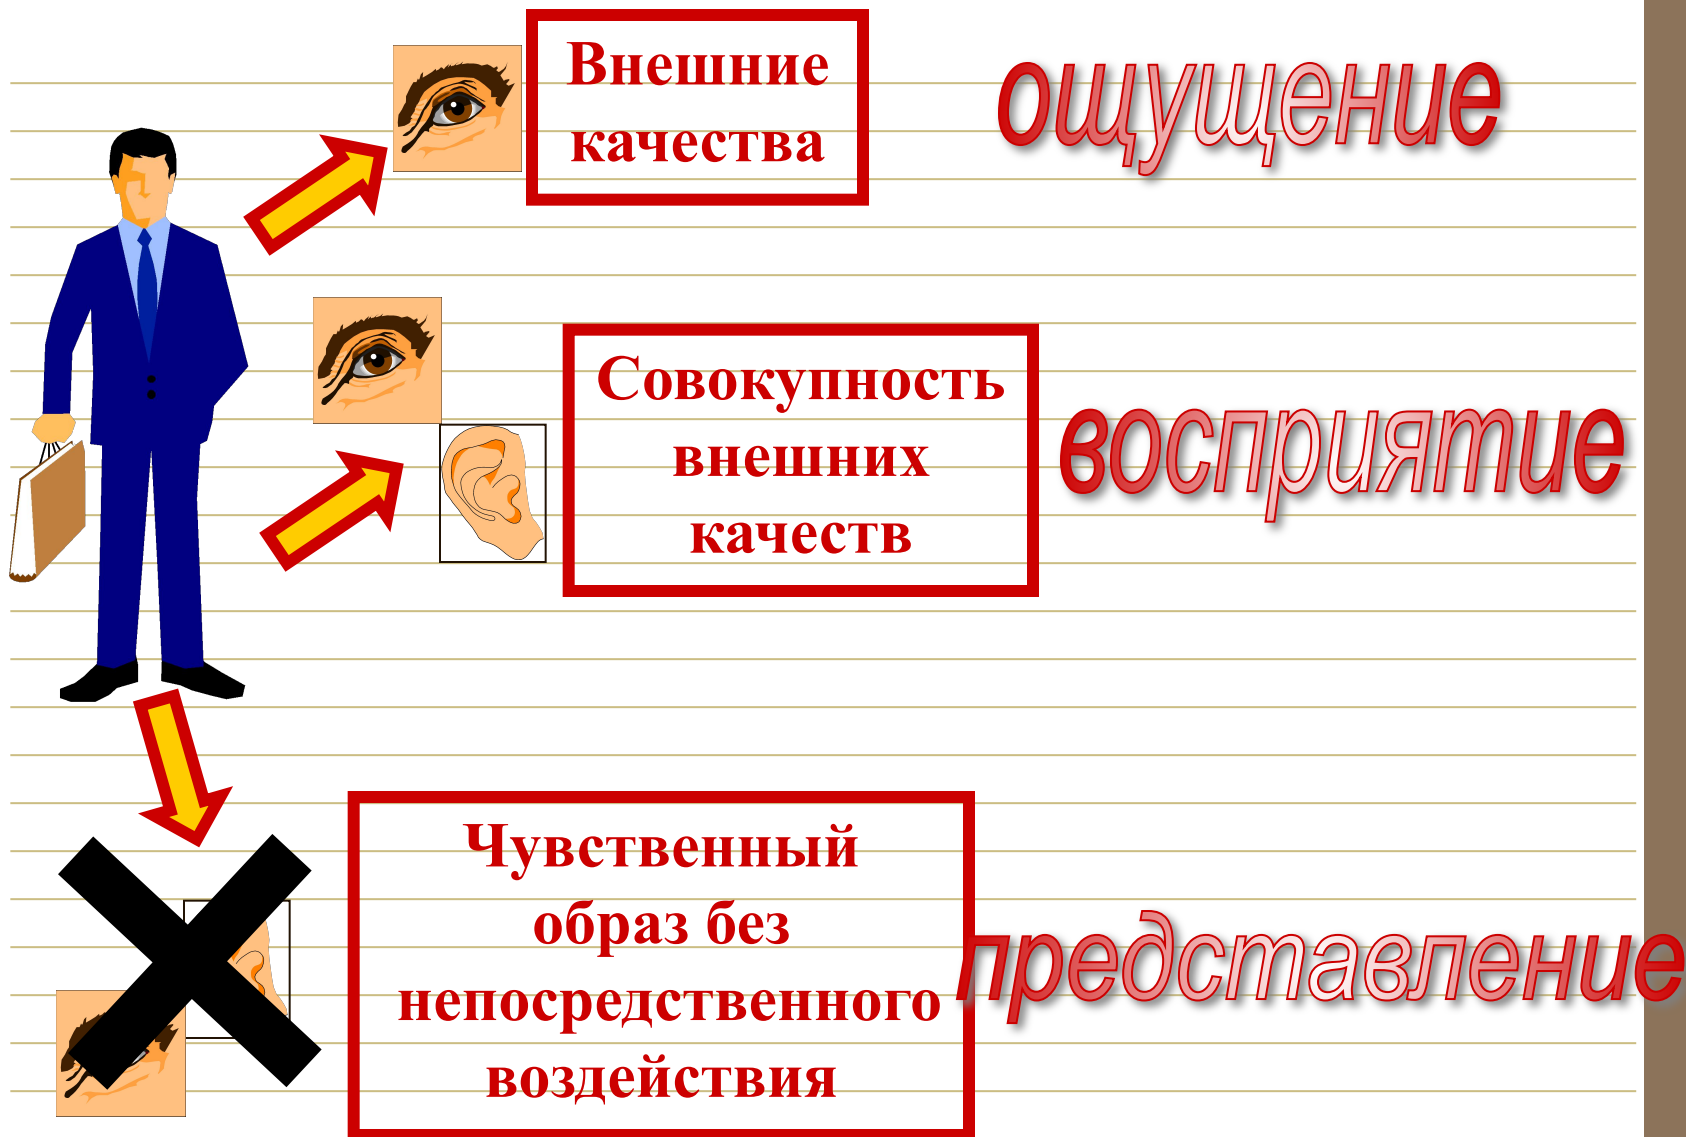 Внешние
качества
ощущение
Совокупность
внешних
качеств
восприятие
Чувственный
образ без
непосредственного
воздействия
представление